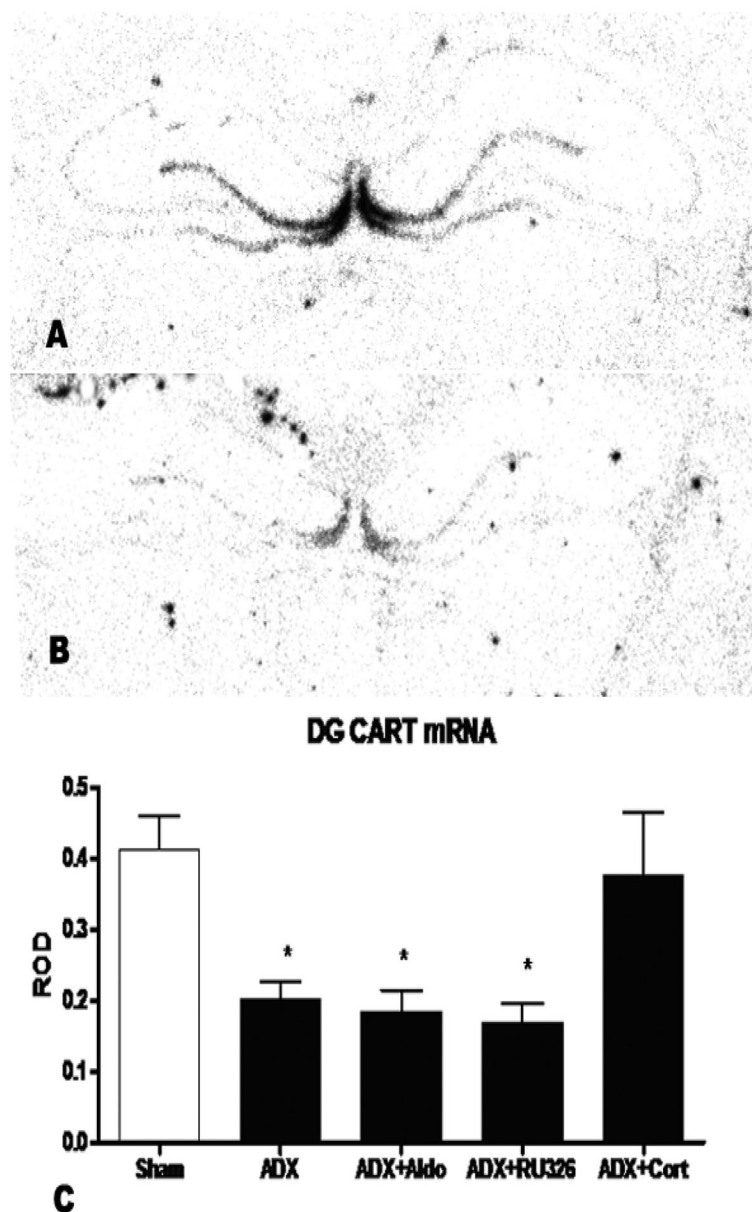 A
B
DG CART mRNA
0.5
0.4
0.3
0.2
0.1
0.0
ROD
*
*
*
Sham
ADX
ADX+Aldo
ADX+RU326
ADX+Cort
C